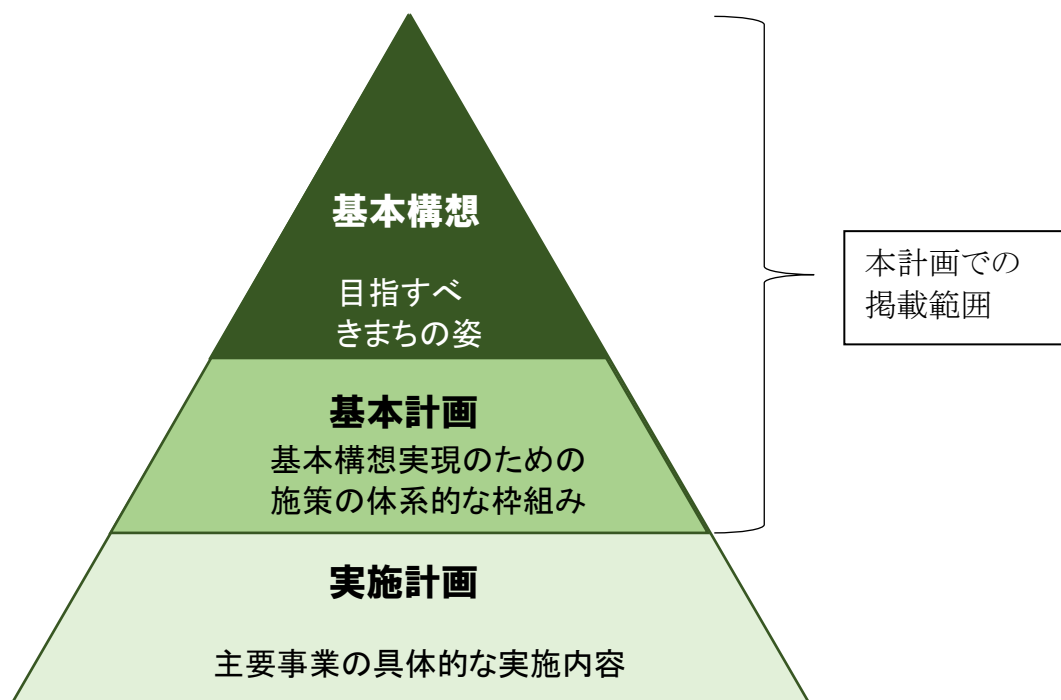 基本構想
目指すべ
きまちの姿
本計画での
掲載範囲
基本計画
基本構想実現のための
施策の体系的な枠組み
実施計画
主要事業の具体的な実施内容